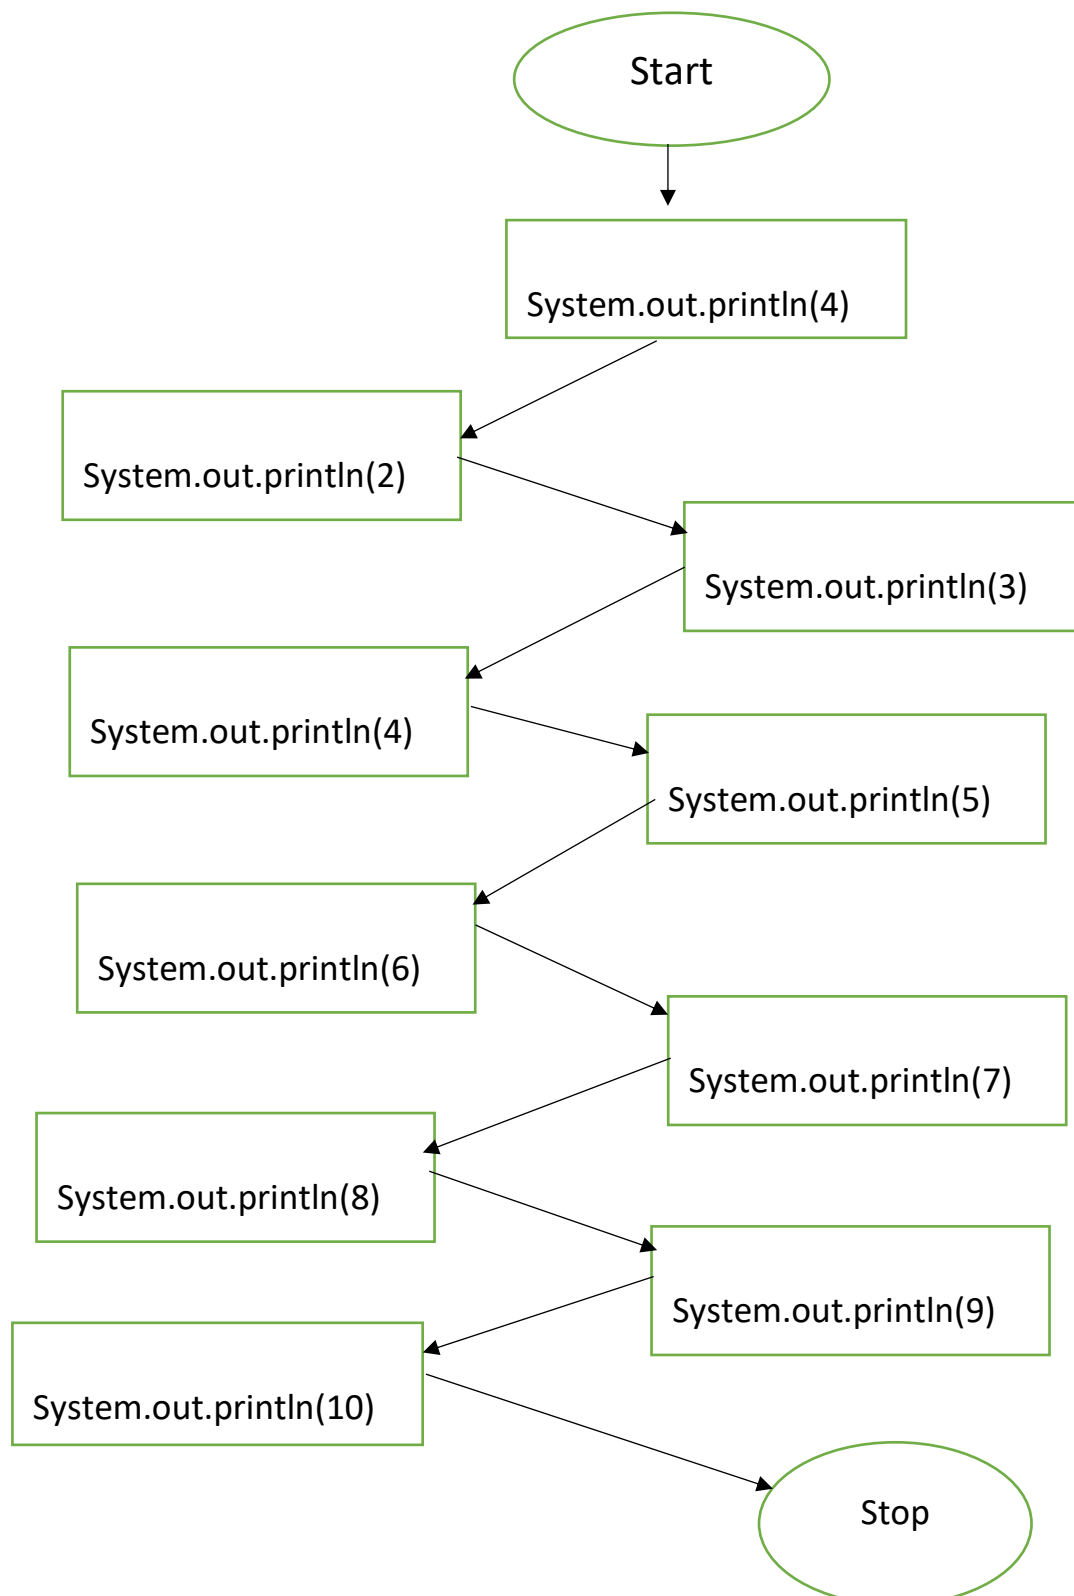 Start
System.out.println(4)
System.out.println(2)
System.out.println(3)
System.out.println(4)
System.out.println(5)
System.out.println(6)
System.out.println(7)
System.out.println(8)
System.out.println(9)
System.out.println(10)
Stop